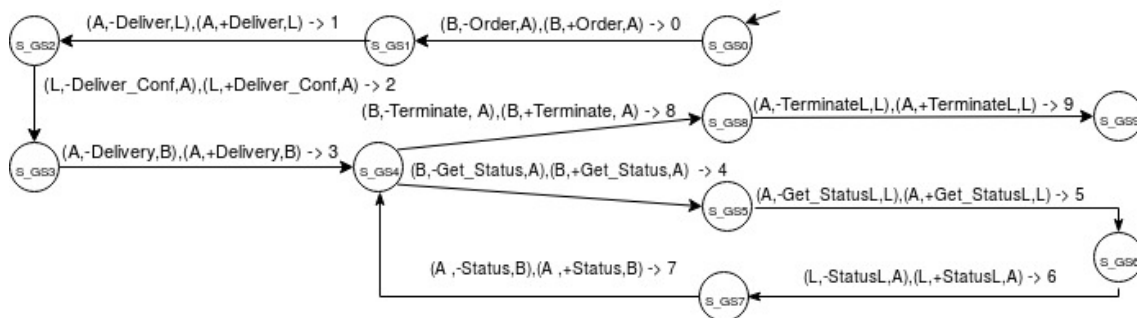 (A,-Deliver,L),(A,+Deliver,L) -> 1
(B,-Order,A),(B,+Order,A) -> 0
S_GS2
S_GS1
S_GS0
(L,-Deliver_Conf,A),(L,+Deliver_Conf,A) -> 2
(B,-Terminate, A),(B,+Terminate, A) -> 8
(A,-TerminateL,L),(A,+TerminateL,L) -> 9
S_GS8
S_GS9
(A,-Delivery,B),(A,+Delivery,B) -> 3
S_GS3
S_GS4
(B,-Get_Status,A),(B,+Get_Status,A) -> 4
(A,-Get_StatusL,L),(A,+Get_StatusL,L) -> 5
S_GS5
S_GS6
(A ,-Status,B),(A ,+Status,B) -> 7
(L,-StatusL,A),(L,+StatusL,A) -> 6
S_GS7